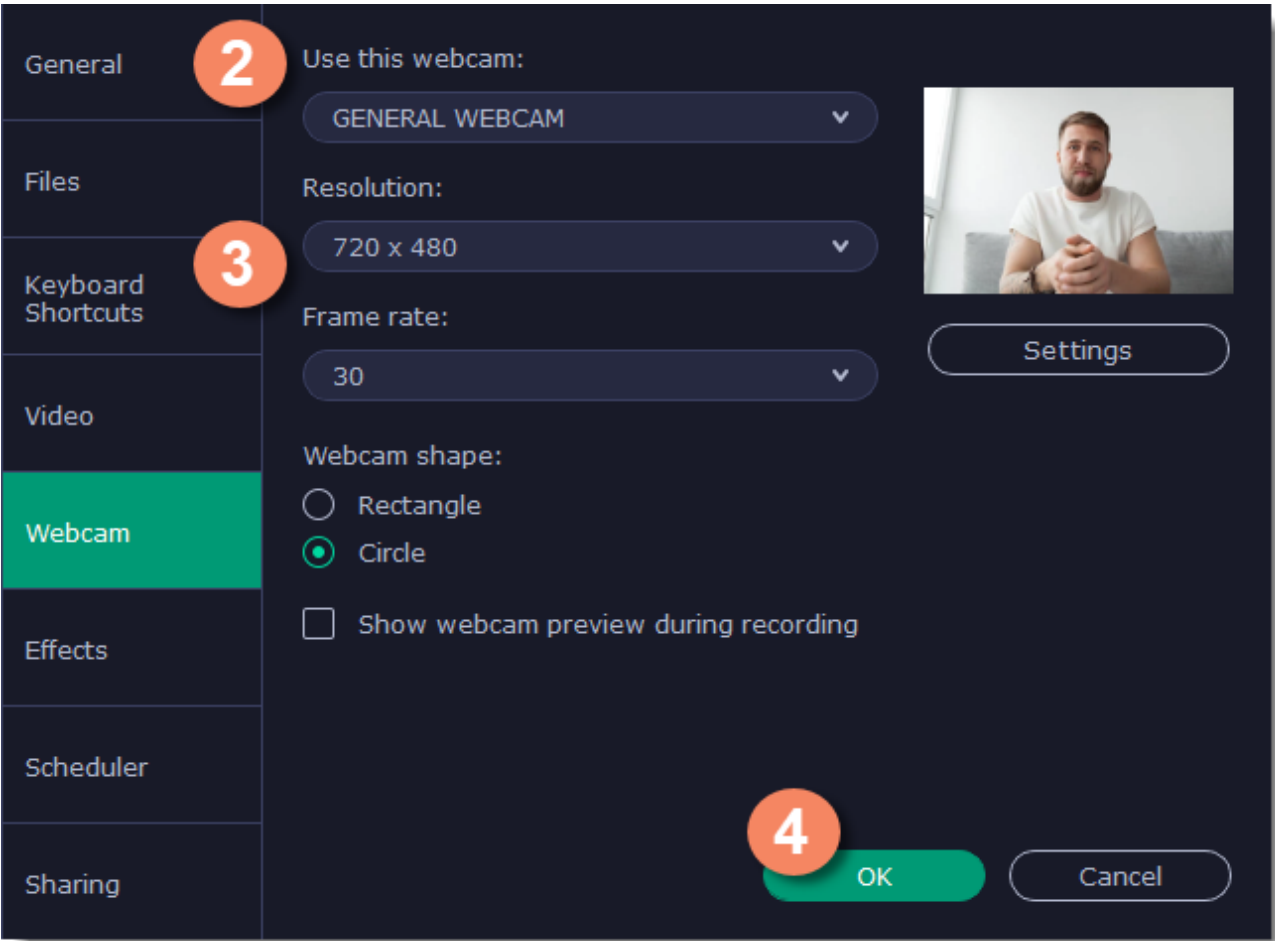 General
Files
Keyboard
Shortcuts
Video
Webcam
Effects
Scheduler
Sharing
2
Use this webcam:
GENERAL WEBCAM
Resolution:
3
720 x 480
Frame rate:
30
Webcam shape:
Rectangle
Circle
Show webcam preview during recording
Settings
4
OK
Cancel